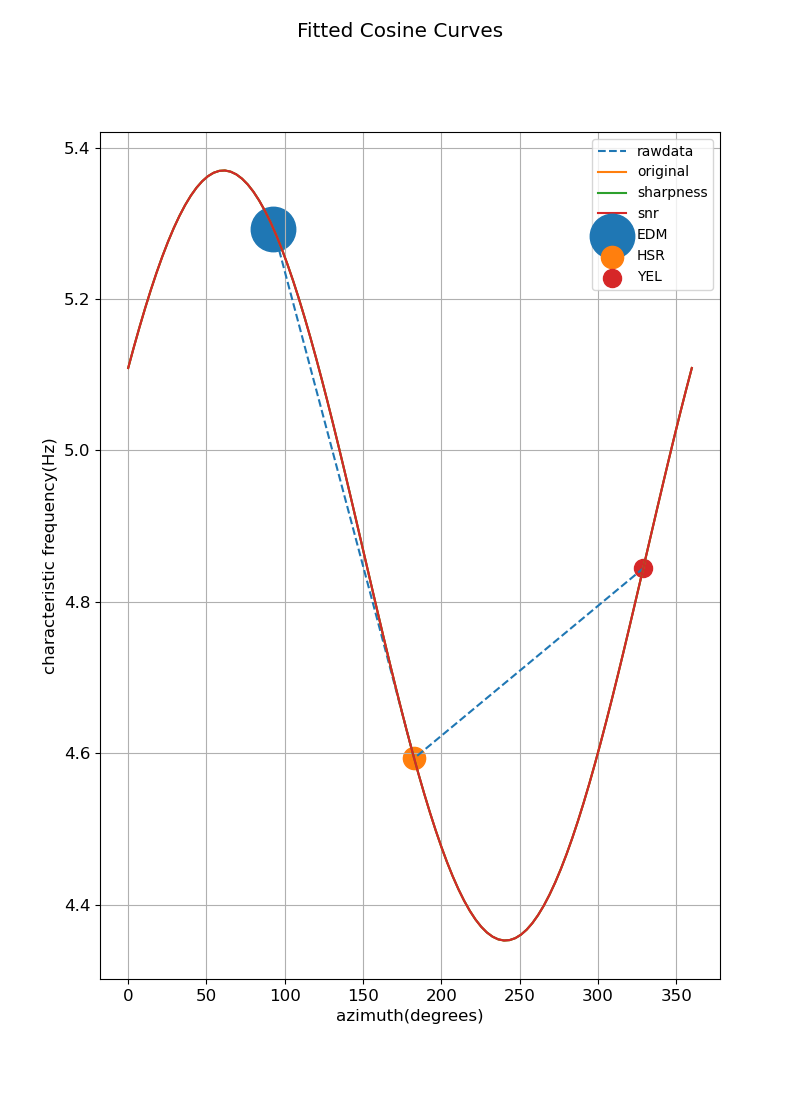 Fitted Cosine Curves
rawdata
original
sharpness
snr
EDM
HSR
YEL
characteristic frequency(Hz)
5.4
5.2
5.0
4.8
4.6
4.4
0 50 100 150 200 250 300 350
azimuth(degrees)